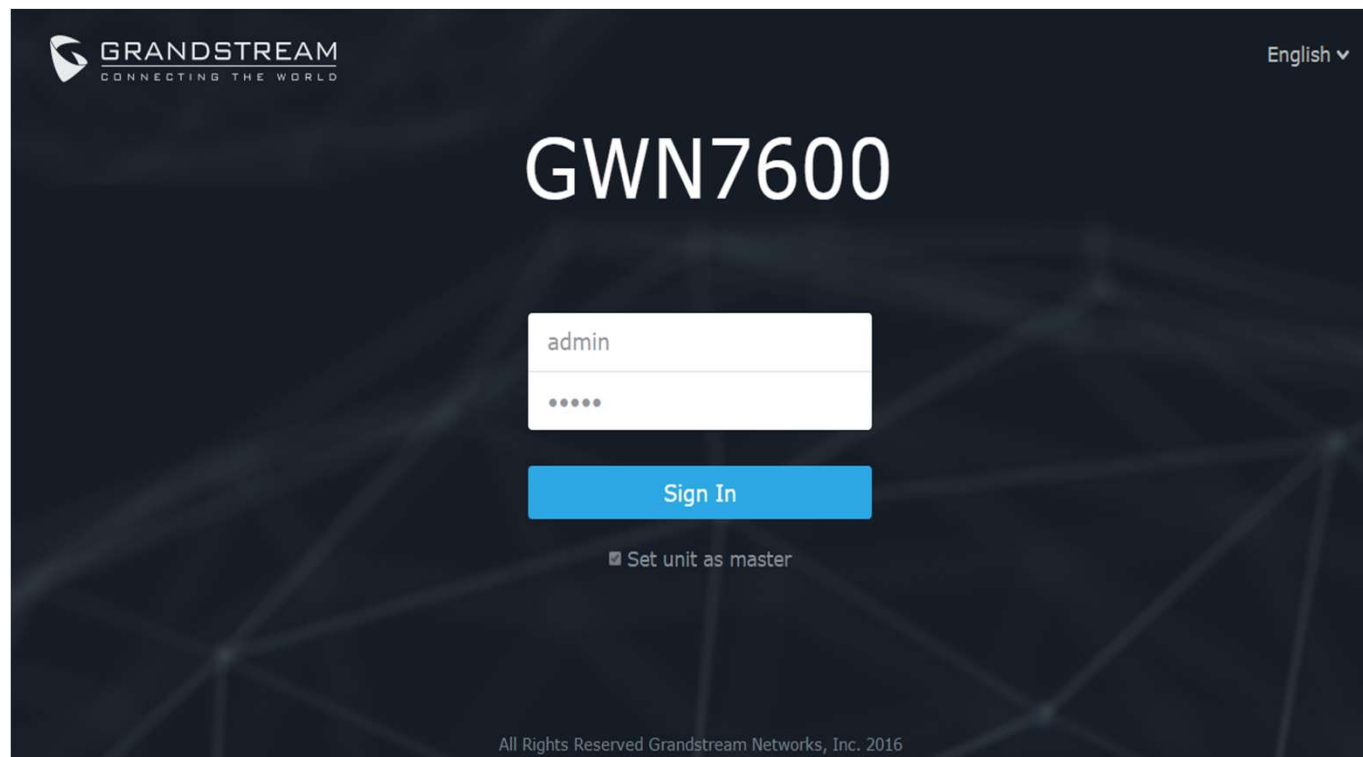 GRANDSTREAM
CONNECTING THE WORLD
English
GWN7600
admin
•••••
Sign In
Set unit as master
All Rights Reserved Grandstream Networks, Inc. 2016